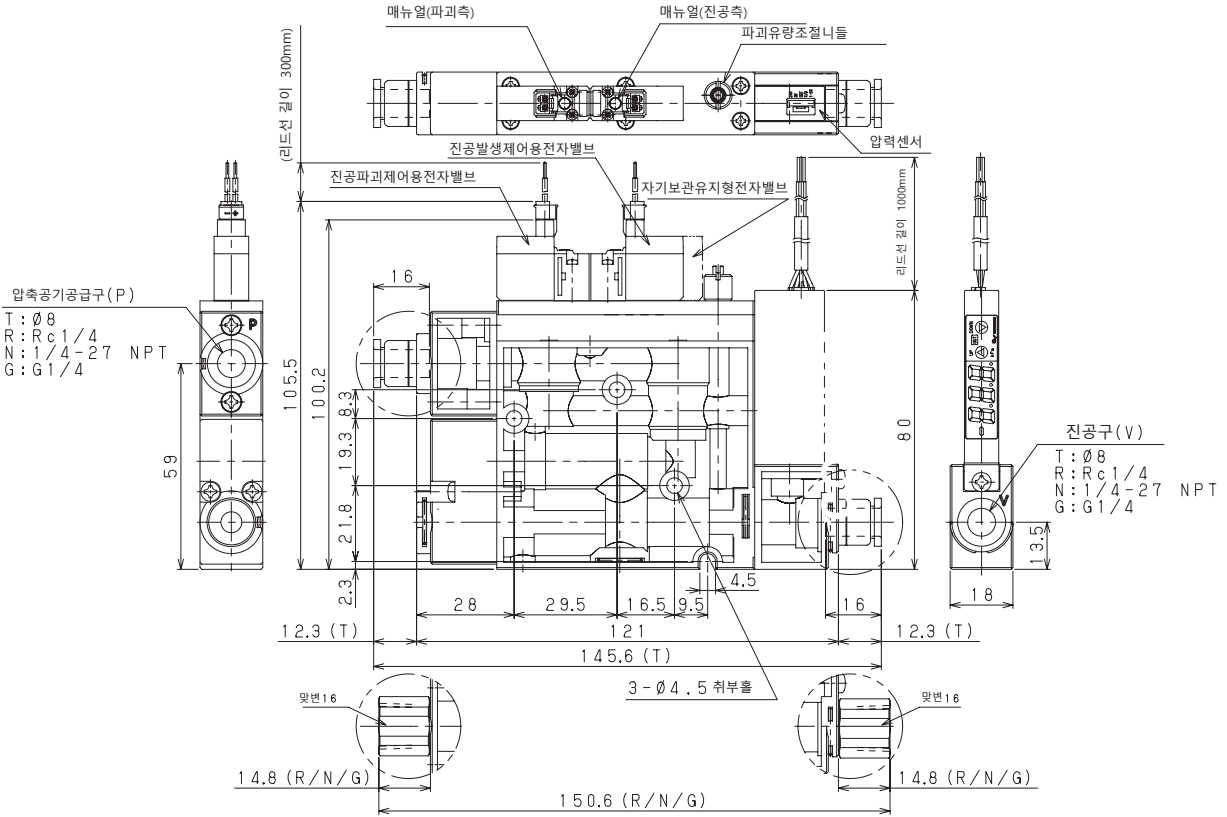 매뉴얼(파괴측)
매뉴얼(진공측)
파괴유량조절니들
압력센서
(리드선 길이 300mm)
진공발생제어용전자밸브
진공파괴제어용전자밸브
자기보관유지형전자밸브
리드선 길이 1000mm
압축공기공급구(P)
T:Ø8
R:Rc1/4
N:1/4-27 NPT
G:G1/4
P
16
105.5
100.2
8.3
19.3
21.8
2.3
59
80
진공구(V)
T:Ø8
R:Rc1/4
N:1/4-27 NPT
G:G1/4
V
13.5
18
4.5
28
29.5
16.5
9.5
16
12.3 (T)
121
12.3 (T)
145.6 (T)
3-Ø4.5 취부홀
맞변16
맞변16
14.8 (R/N/G)
14.8 (R/N/G)
150.6 (R/N/G)